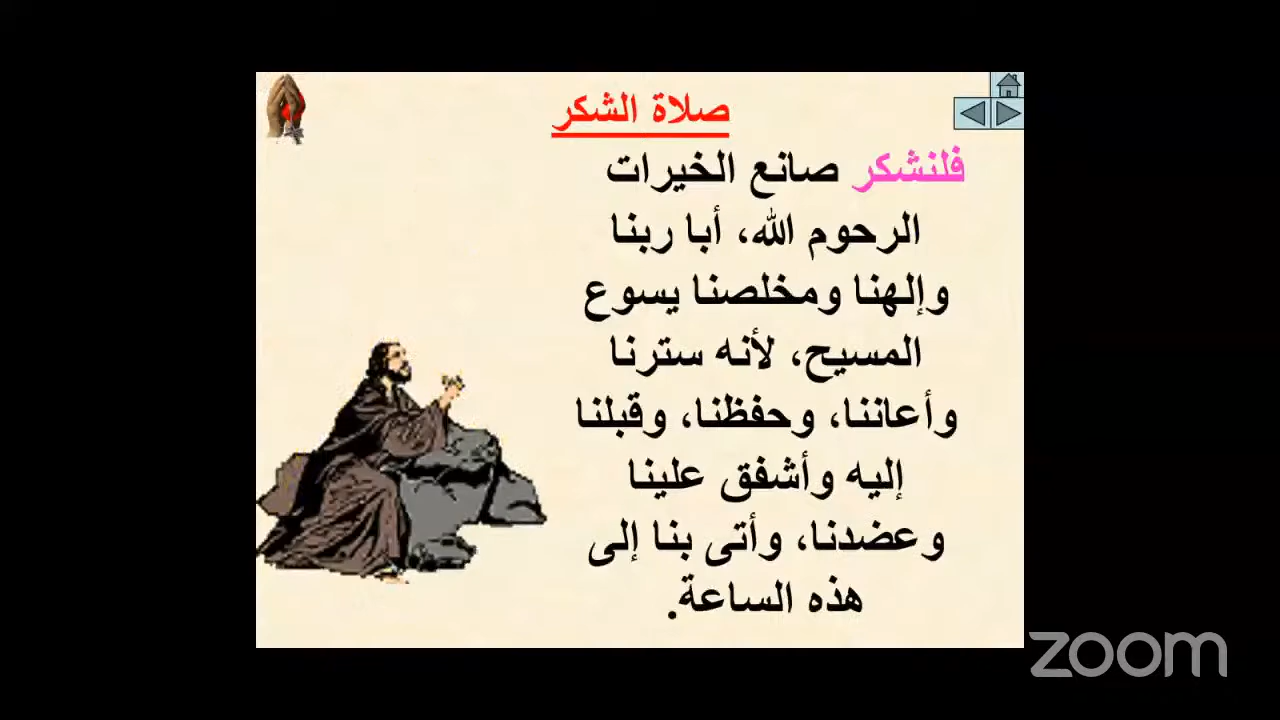 صلاة الشكر
فلنشكر صانع الخيرات
الرحوم الله، أبا ربنا
وإلهنا ومخلصنا يسوع
المسيح، لأنه سترنا
وأعاننا، وحفظنا، وقبلنا
إليه وأشفق علينا
وعضدنا، وأتى بنا إلى
هذه الساعة.
zoom